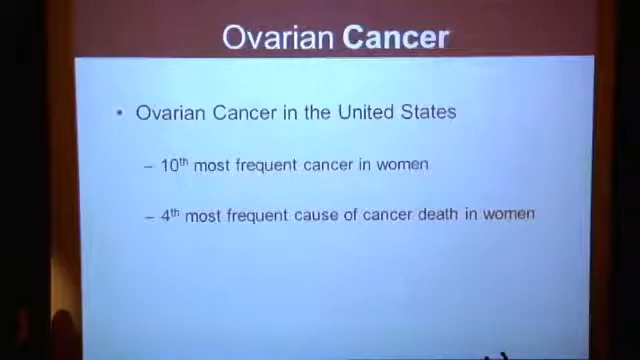 Ovarian Cancer
• Ovarian Cancer in the United States
– 10th most frequent cancer in women
– 4th most frequent cause of cancer death in women